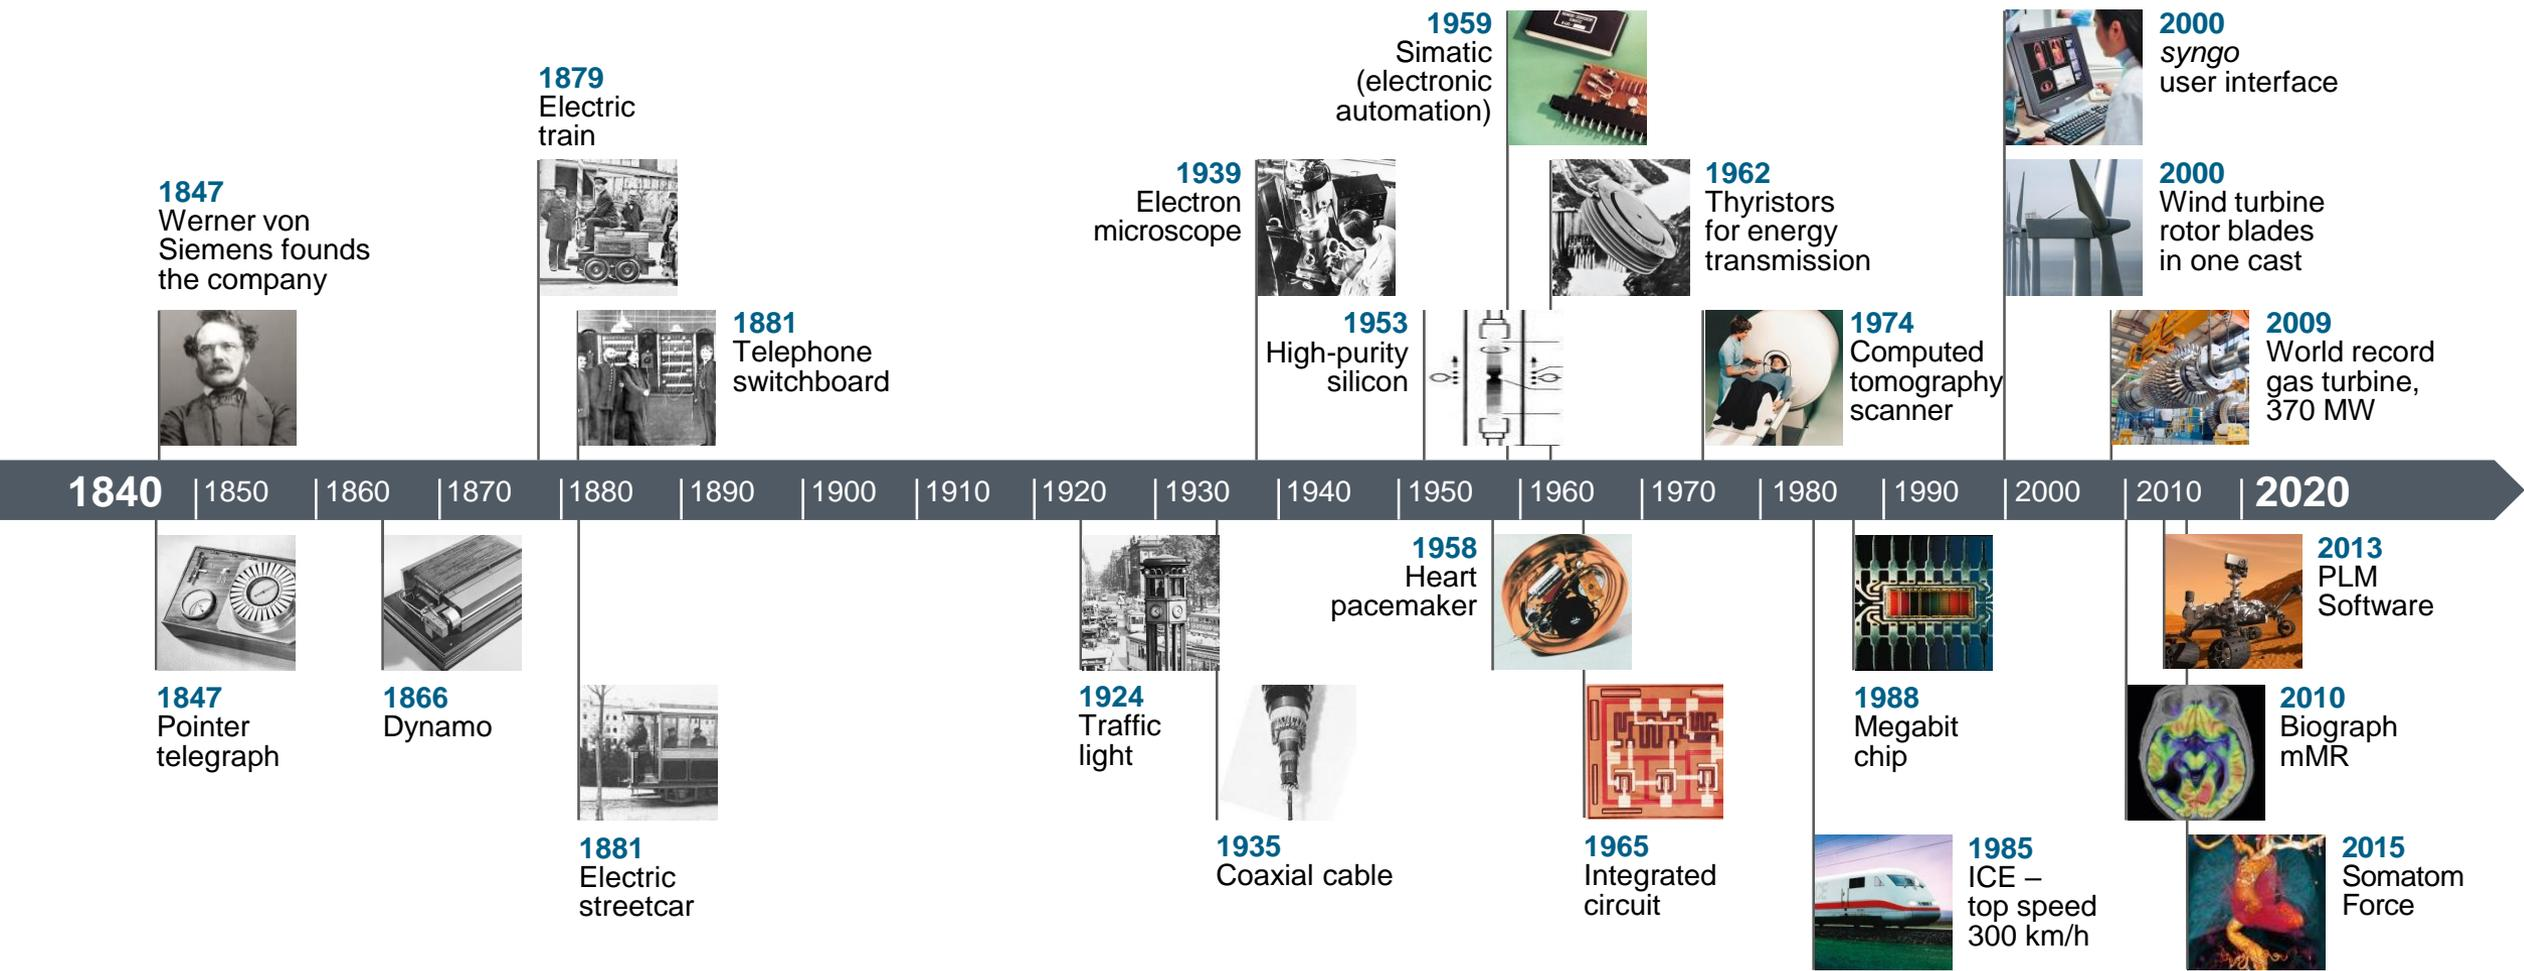 1847
Werner von
Siemens founds
the company
1879
Electric
train
1881
Telephone
switchboard
1939
Electron
microscope
1953
High-purity
silicon
1959
Simatic
(electronic
automation)
1962
Thyristors
for energy
transmission
1974
Computed
tomography
scanner
2000
syngo
user interface
2000
Wind turbine
rotor blades
in one cast
2009
World record
gas turbine,
370 MW
1840 1850 1860 1870 1880 1890 1900 1910 1920 1930 1940 1950 1960 1970 1980 1990 2000 2010 2020
1847
Pointer
telegraph
1866
Dynamo
1881
Electric
streetcar
1924
Traffic
light
1935
Coaxial cable
1958
Heart
pacemaker
1965
Integrated
circuit
1985
ICE –
top speed
300 km/h
1988
Megabit
chip
2013
PLM
Software
2010
Biograph
mMR
2015
Somatom
Force